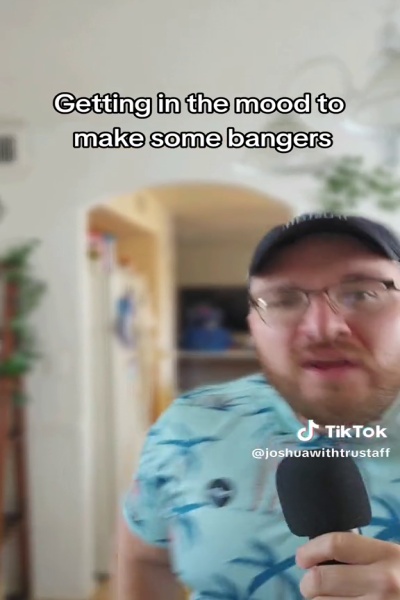 Getting in the mood to
make some bangers
TikTok
@joshuawithtrustaff